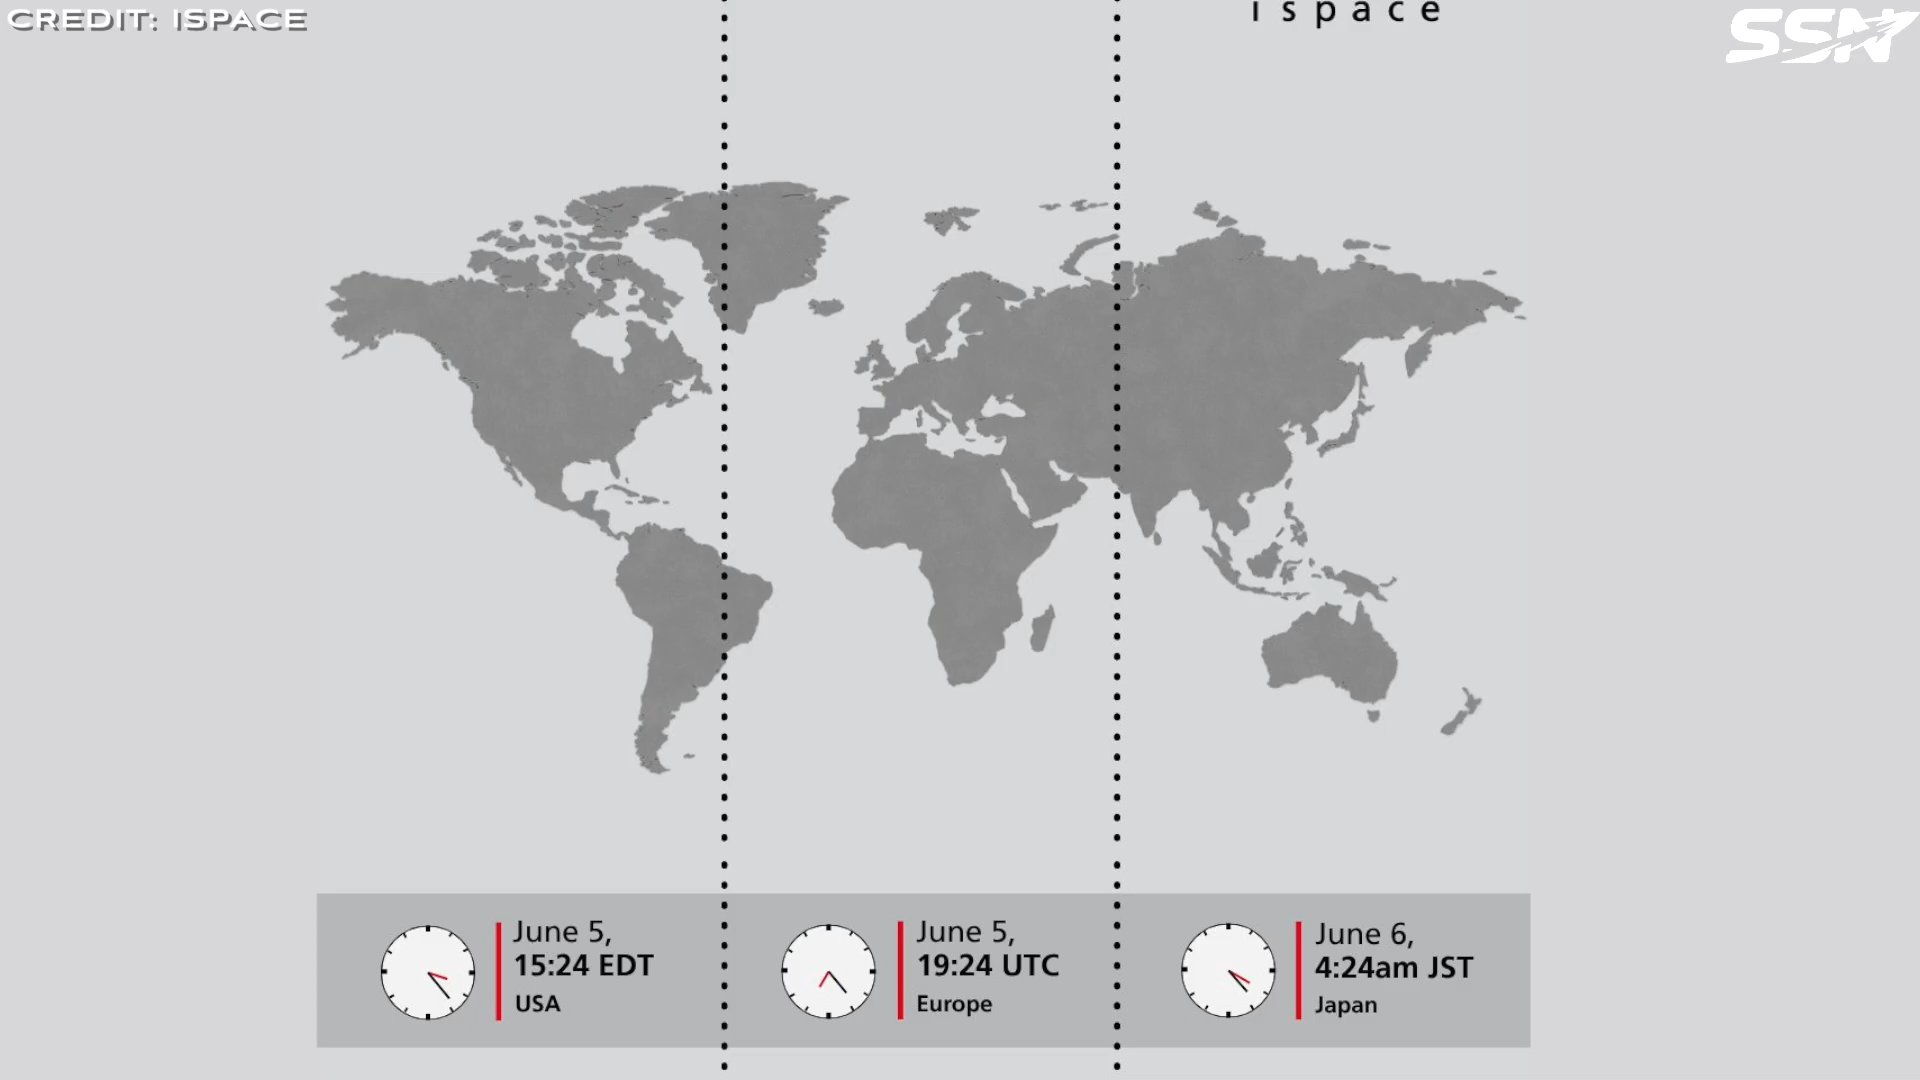 CREDIT: ISPACE
ispace
SSN
June 5,
15:24 EDT
USA
June 5,
19:24 UTC
Europe
June 6,
4:24am JST
Japan